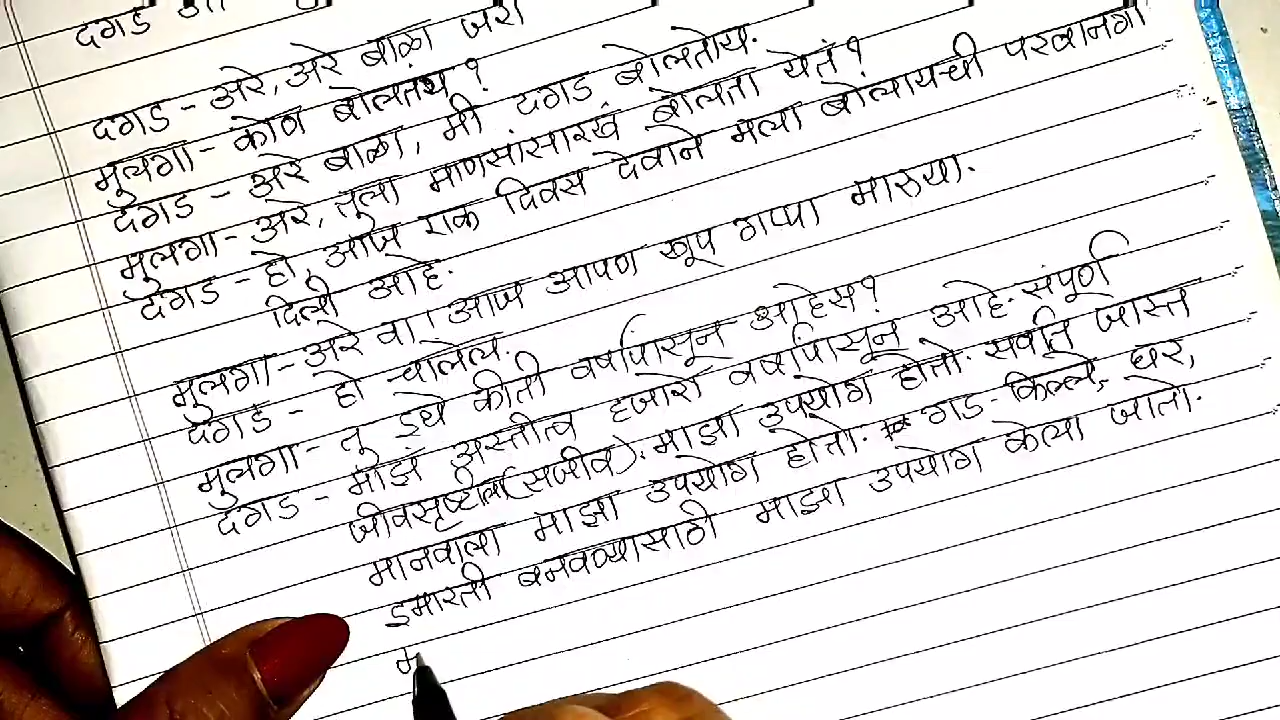 दगड
दगड - अरे, अरे बाळा जरा
मुलगा - कोण बोलतय ?
दगड - अरे बाळा, मी दगड बोलतोय.
मुलगा - अरे, तुला माणसांसारखं बोलता येतं ?
दगड - हो, आज एक दिवस देवाने मला बोलायची परवानगी
दिली आहे.
मुलगा - अरे वा ! आज आपण खूप गप्पा मारुया.
दगड - हो चालेल.
मुलगा - तू इथे कीती वर्षापासून आहेस ?
दगड - माझं अस्तीत्व हजारो वर्षापासून आहे. संपूर्ण
जीवसृष्टीला (सजीव) माझा उपयोग होतो. सर्वात जास्त
मानवाला माझा उपयोग होतो. गड-किल्ले, घर,
इमारती बनवण्यासाठी माझा उपयोग केला जातो.